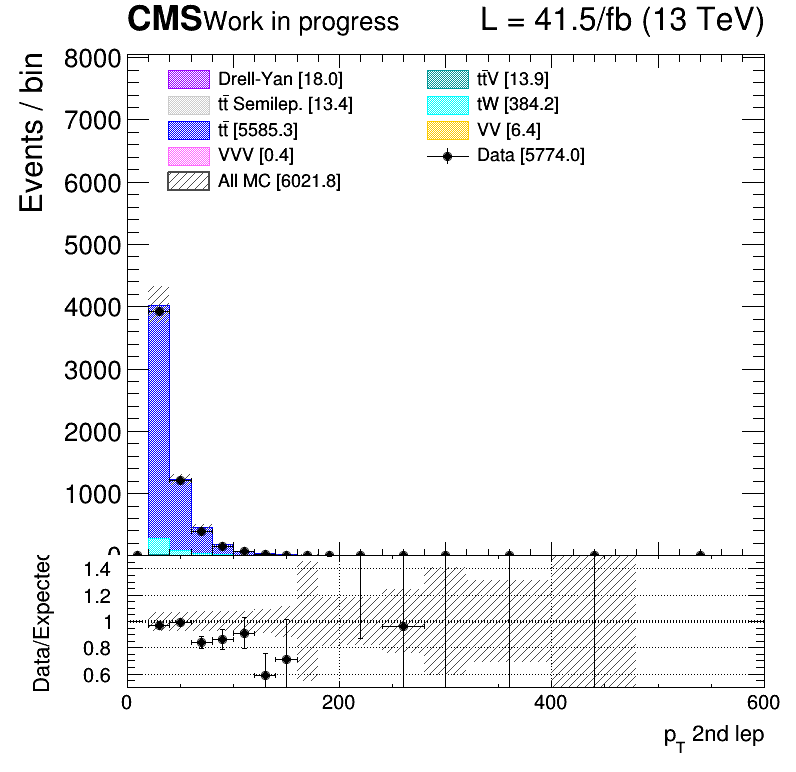 CMS Work in progress L = 41.5/fb (13 TeV)
Events / bin
8000
7000
6000
5000
4000
3000
2000
1000
0
Drell-Yan [18.0]
tt̄ Semilep. [13.4]
tt̄ [5585.3]
VVV [0.4]
All MC [6021.8]
tt̄V [13.9]
tW [384.2]
VV [6.4]
Data [5774.0]
Data/Expected
1.4
1.2
1
0.8
0.6
0 200 400 600
p_T 2nd lep